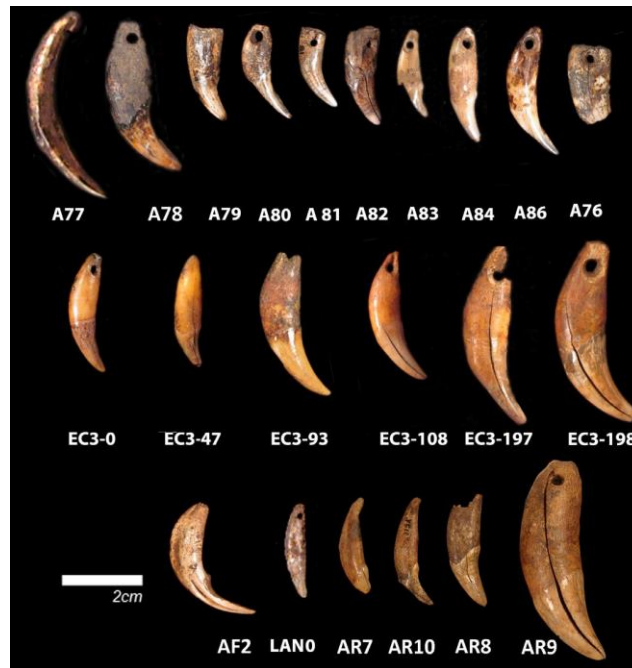 A77 A78 A79 A80 A 81 A82 A83 A84 A86 A76
EC3-0 EC3-47 EC3-93 EC3-108 EC3-197 EC3-198
2cm
AF2 LAN0 AR7 AR10 AR8 AR9